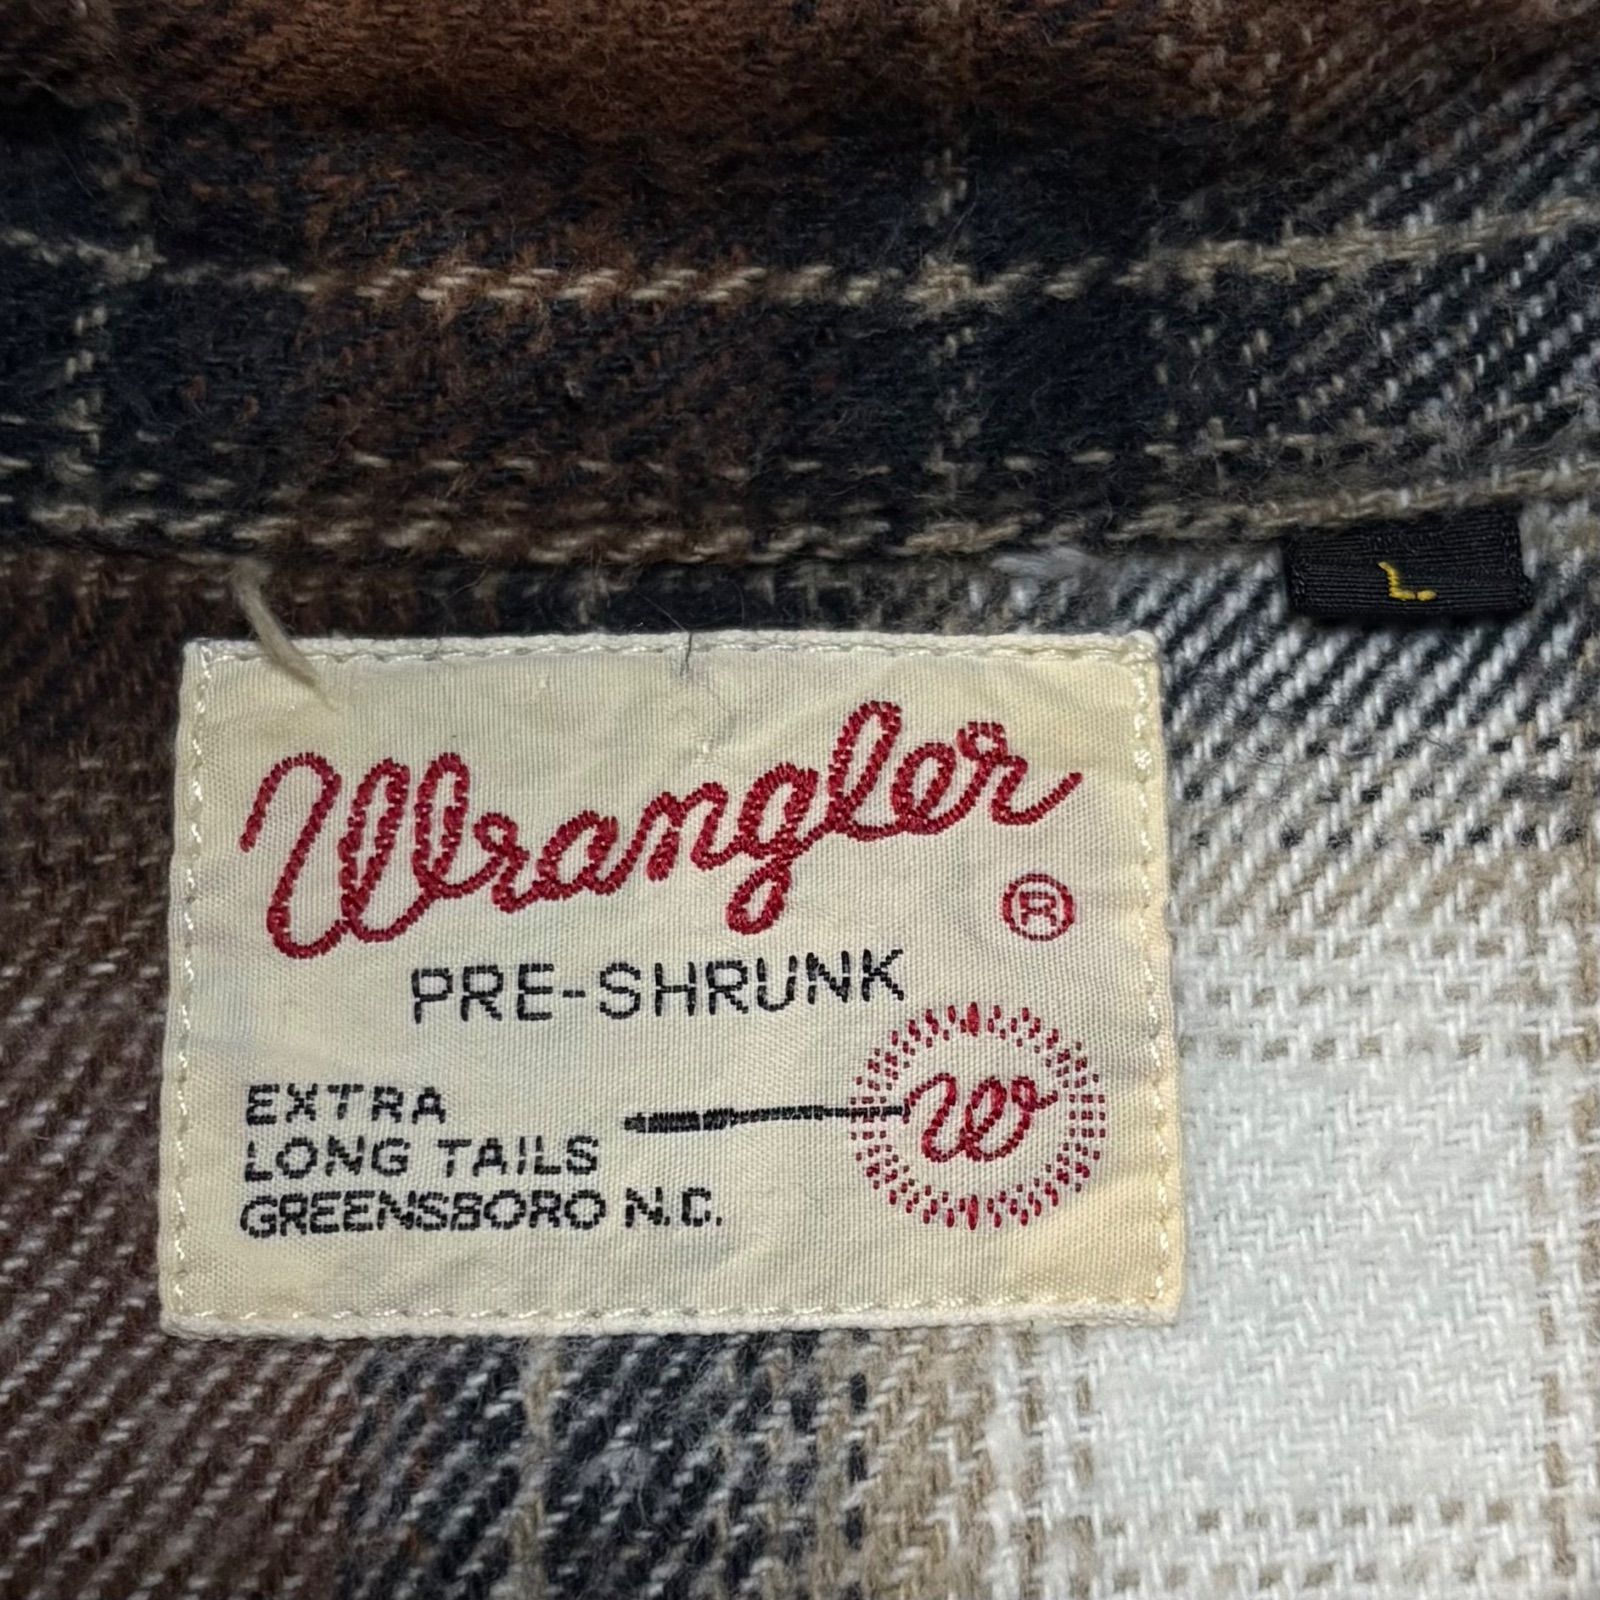 L
Wrangler
®
PRE-SHRUNK
EXTRA
LONG TAILS
GREENSBORO N.C.
W